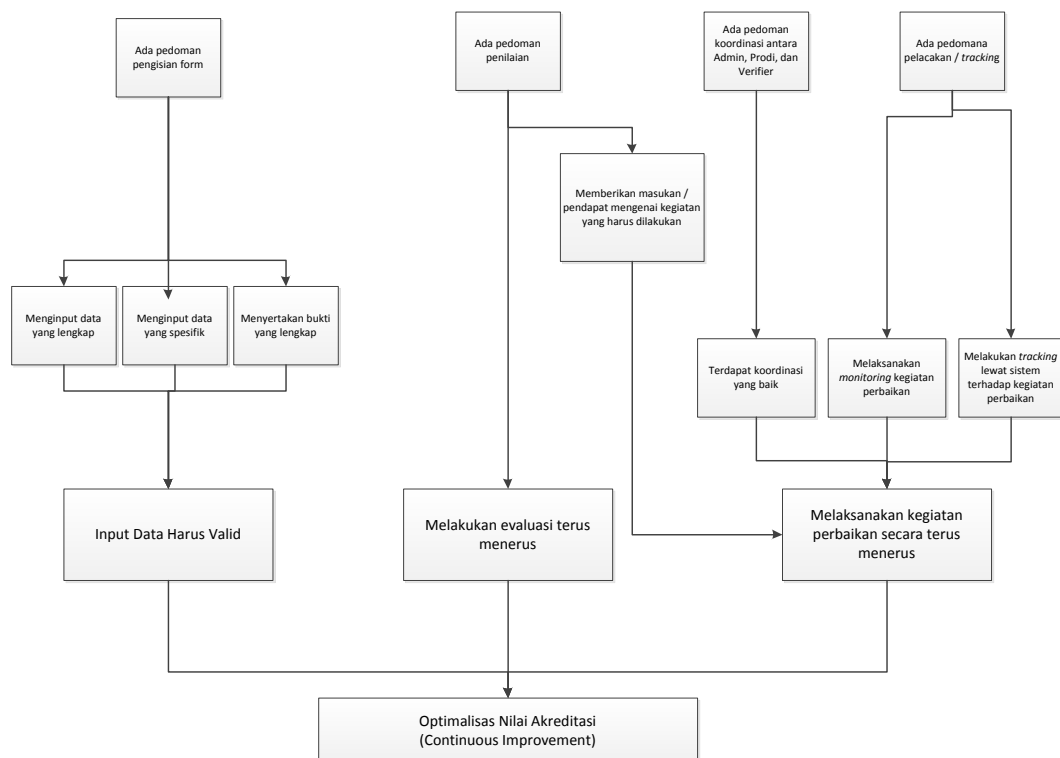 Ada pedoman
pengisian form
Ada pedoman
penilaian
Ada pedoman
koordinasi antara
Admin, Prodi, dan
Verifier
Ada pedomana
pelacakan / tracking
Memberikan masukan /
pendapat mengenai kegiatan
yang harus dilakukan
Menginput data
yang lengkap
Menginput data
yang spesifik
Menyertakan bukti
yang lengkap
Terdapat koordinasi
yang baik
Melaksanakan
monitoring kegiatan
perbaikan
Melakukan tracking
lewat sistem
terhadap kegiatan
perbaikan
Input Data Harus Valid
Melakukan evaluasi terus
menerus
Melaksanakan kegiatan
perbaikan secara terus
menerus
Optimalisas Nilai Akreditasi
(Continuous Improvement)